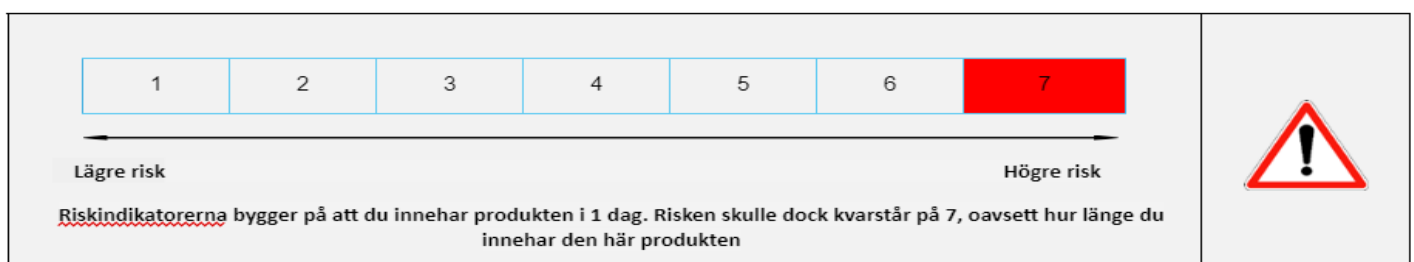 1 2 3 4 5 6 7
Lägre risk Högre risk
Riskindikatorerna bygger på att du innehar produkten i 1 dag. Risken skulle dock kvarstår på 7, oavsett hur länge du
innehar den här produkten